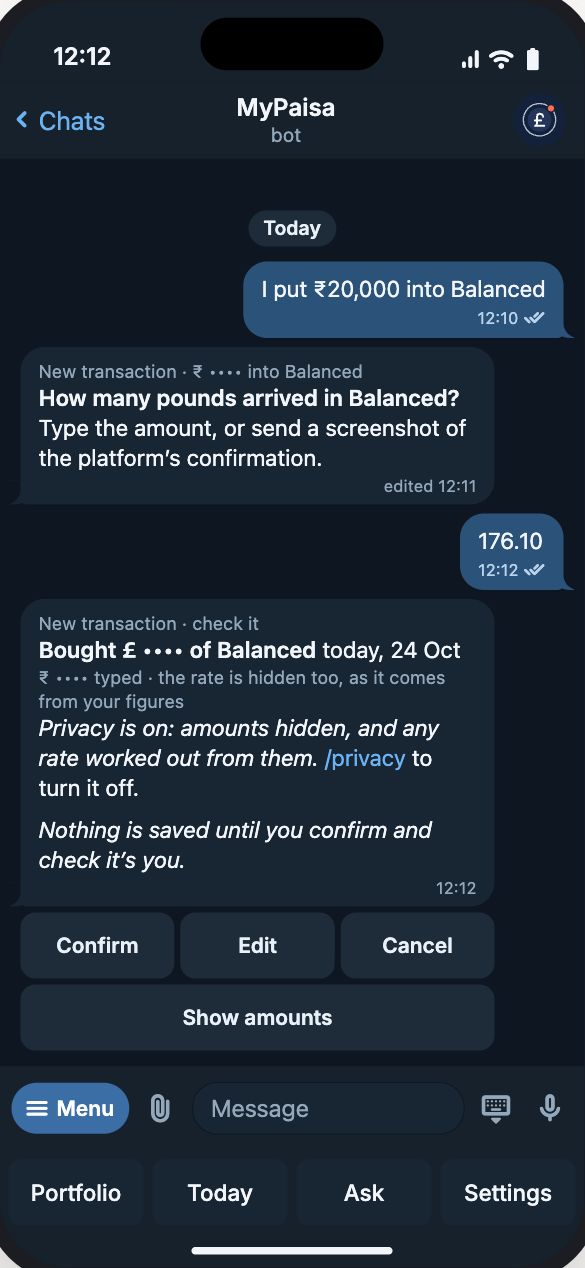 12:12
Chats
MyPaisa
bot
£
Today
I put ₹20,000 into Balanced
12:10
New transaction · ₹ •••• into Balanced
How many pounds arrived in Balanced?
Type the amount, or send a screenshot of
the platform’s confirmation.
edited 12:11
176.10
12:12
New transaction · check it
Bought £ •••• of Balanced today, 24 Oct
₹ •••• typed · the rate is hidden too, as it comes
from your figures
Privacy is on: amounts hidden, and any
rate worked out from them. /privacy to
turn it off.
Nothing is saved until you confirm and
check it’s you.
12:12
Confirm Edit Cancel
Show amounts
Menu Message
Portfolio Today Ask Settings